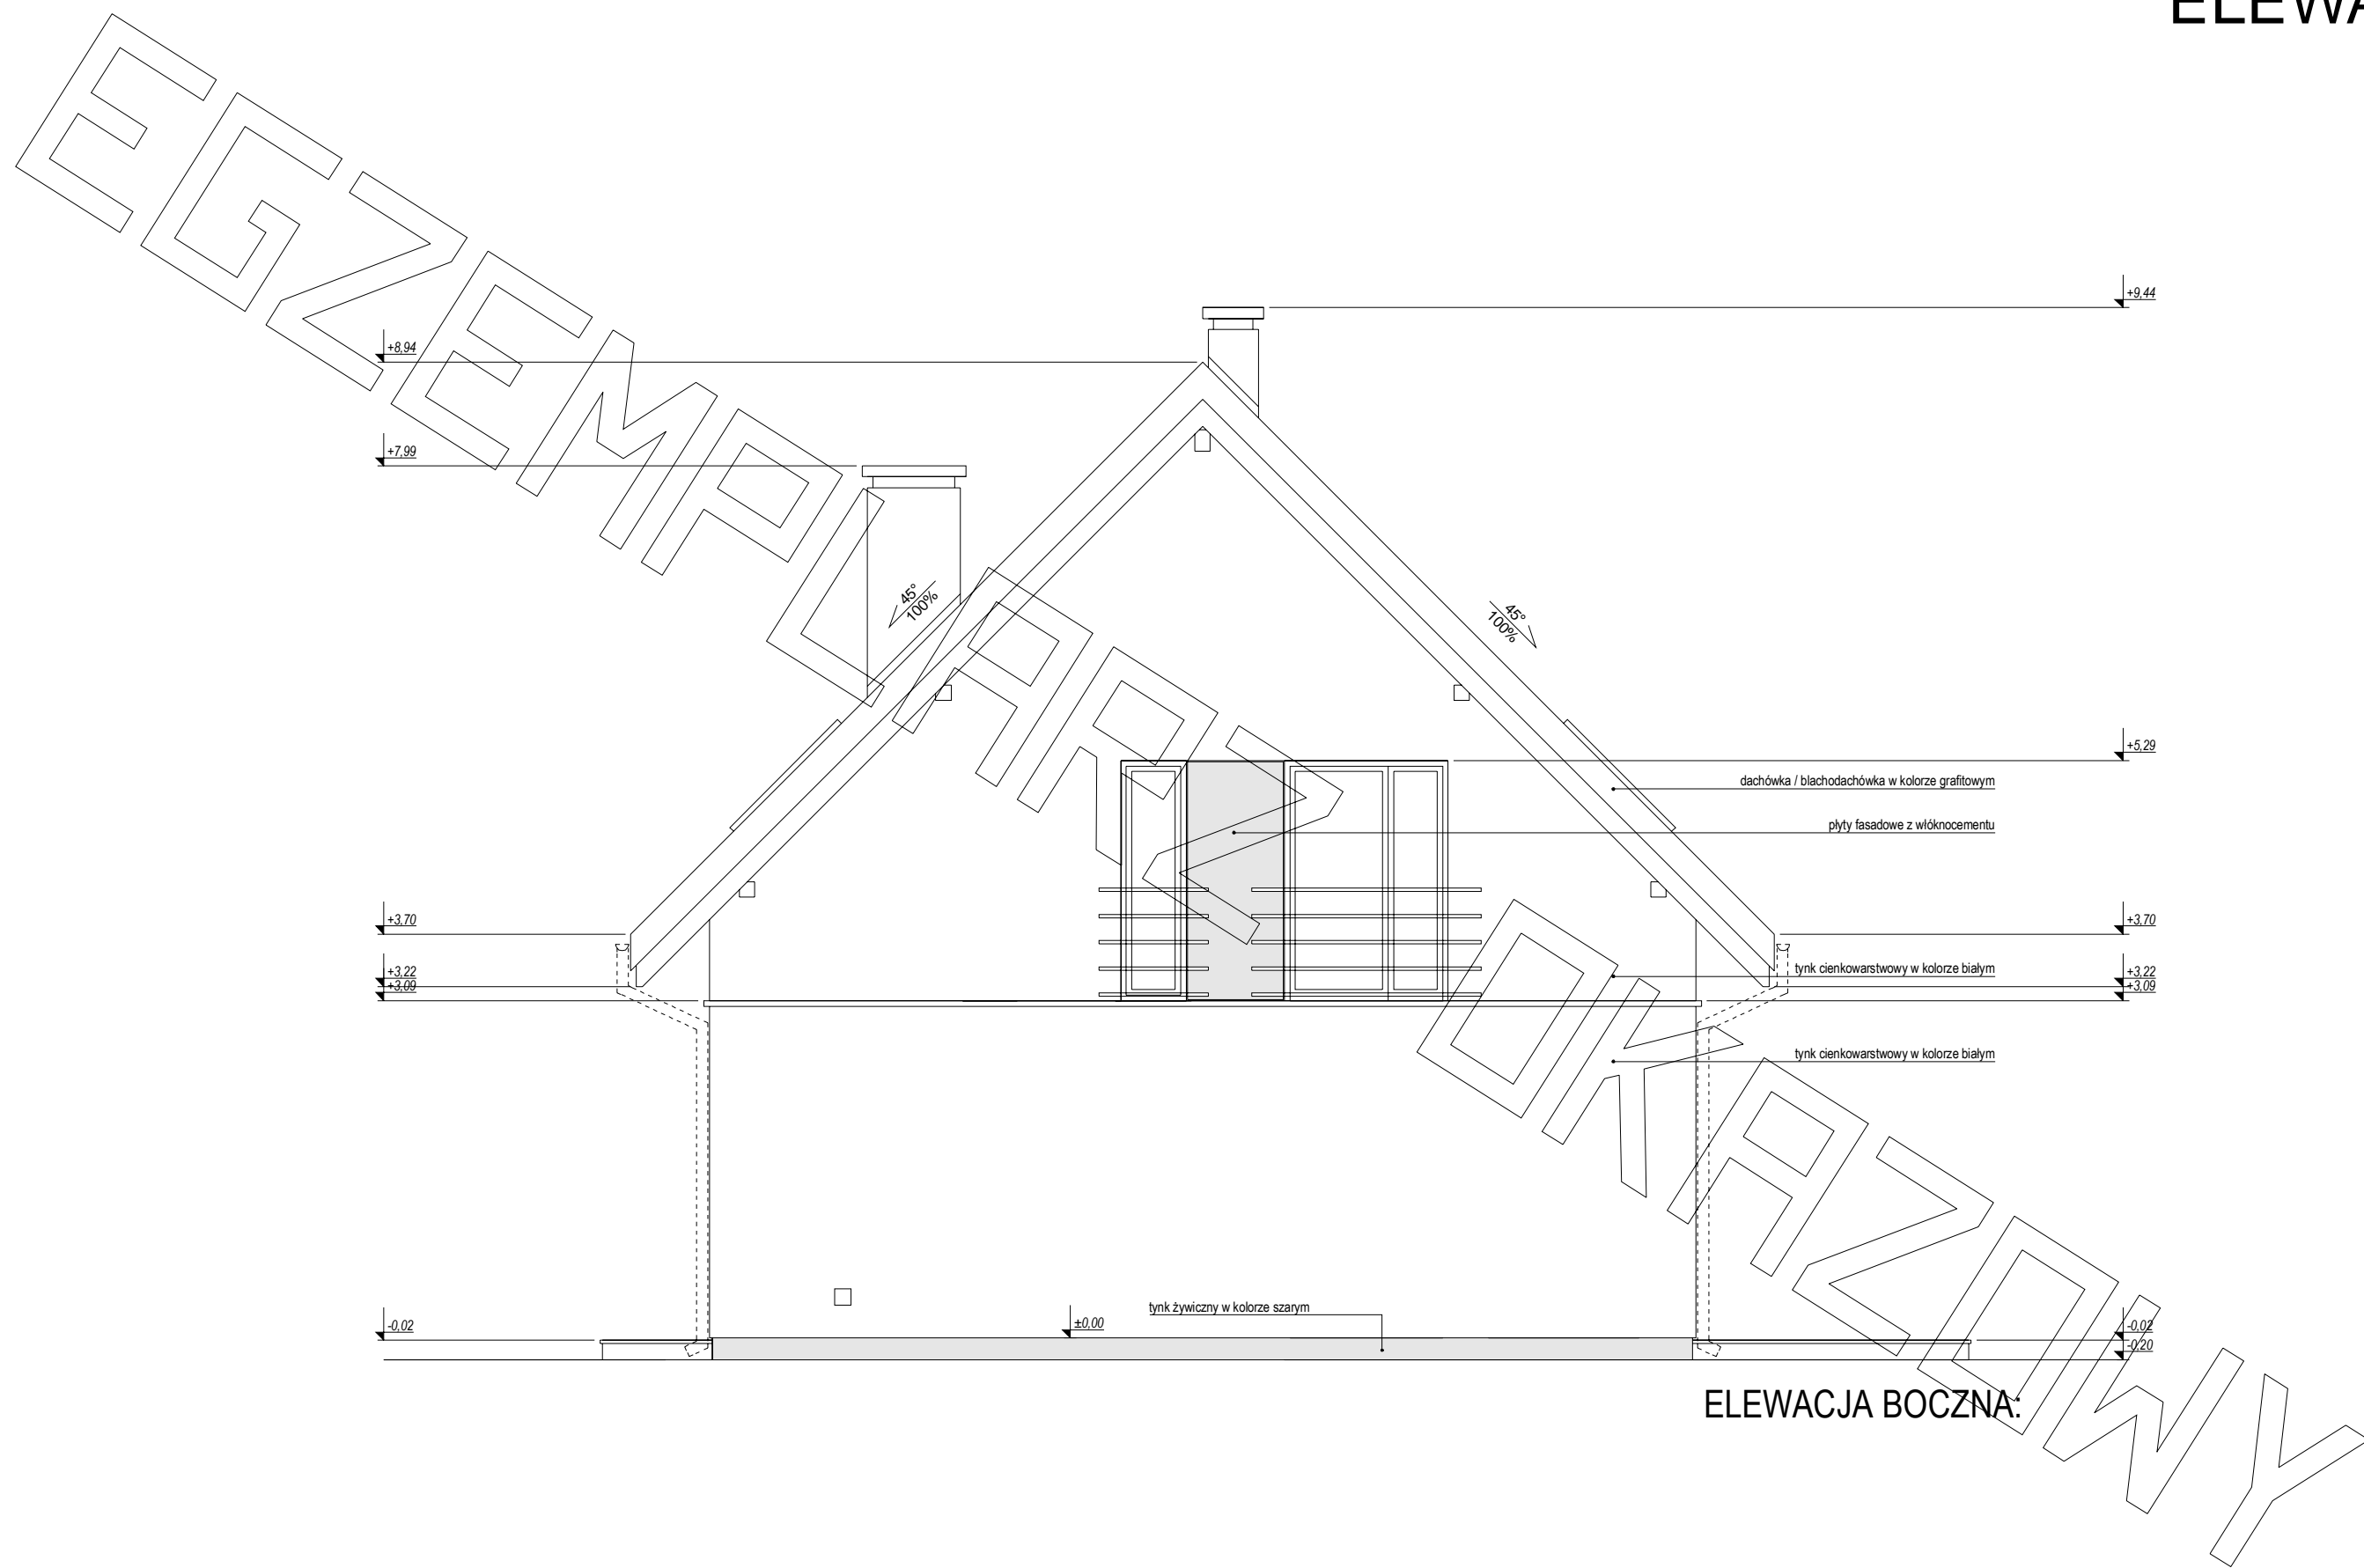 ELEWA
EGZEMPLARZ OKAZOWY
+9,44
+8,94
+7,99
45°
100%
45°
100%
+5,29
dachówka / blachodachówka w kolorze grafitowym
płyty fasadowe z włóknocementu
+3,70
+3,70
+3,22
+3,09
tynk cienkowarstwowy w kolorze białym
+3,22
+3,09
tynk cienkowarstwowy w kolorze białym
-0,02
±0,00
tynk żywiczny w kolorze szarym
-0,02
-0,20
ELEWACJA BOCZNA: